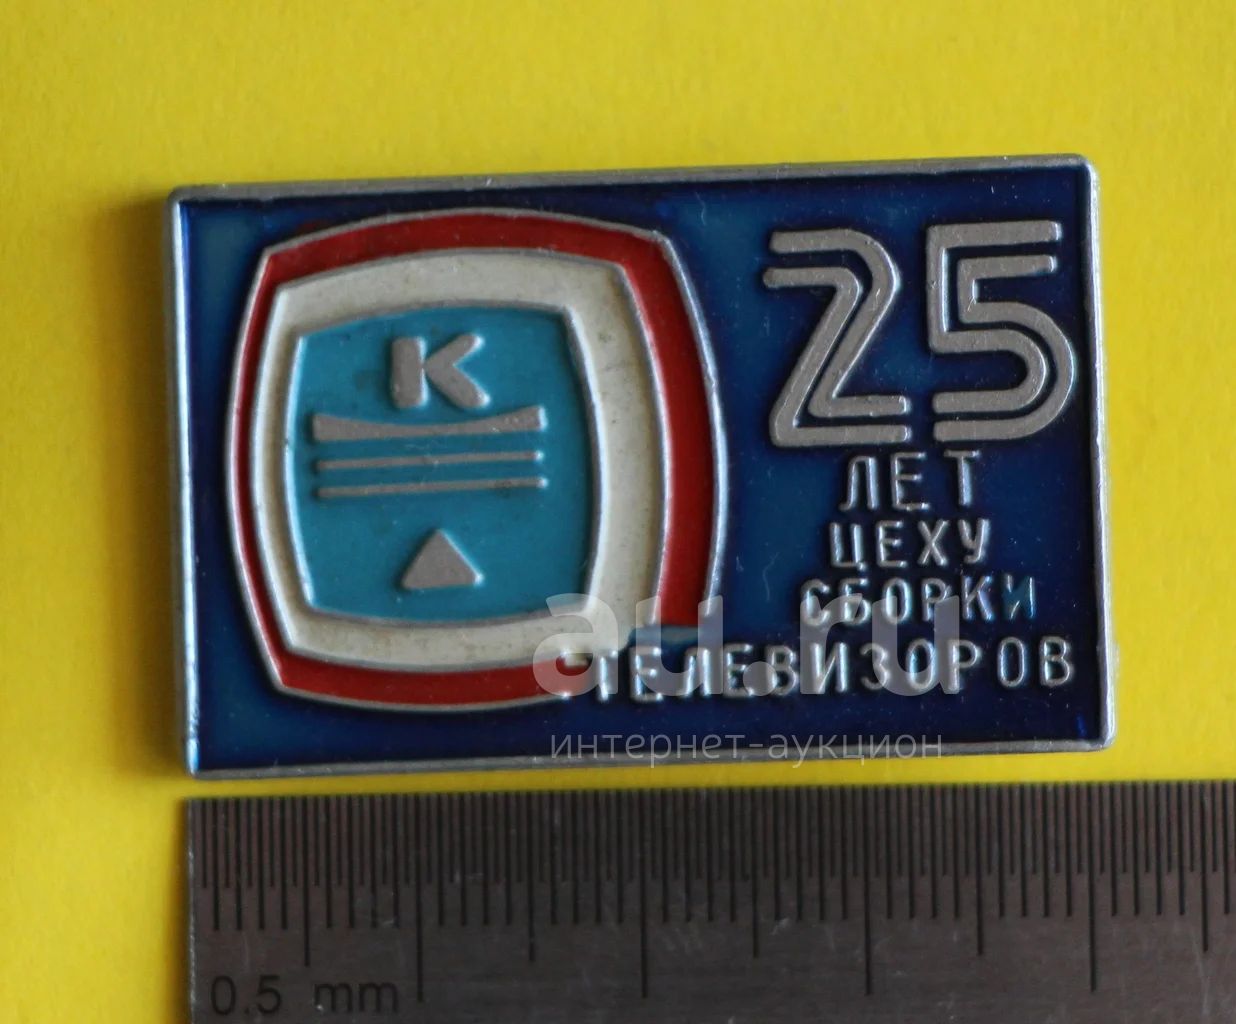 К
25
ЛЕТ
ЦЕХУ
СБОРКИ
ТЕЛЕВИЗОРОВ
au.ru
интернет-аукцион
0.5 mm